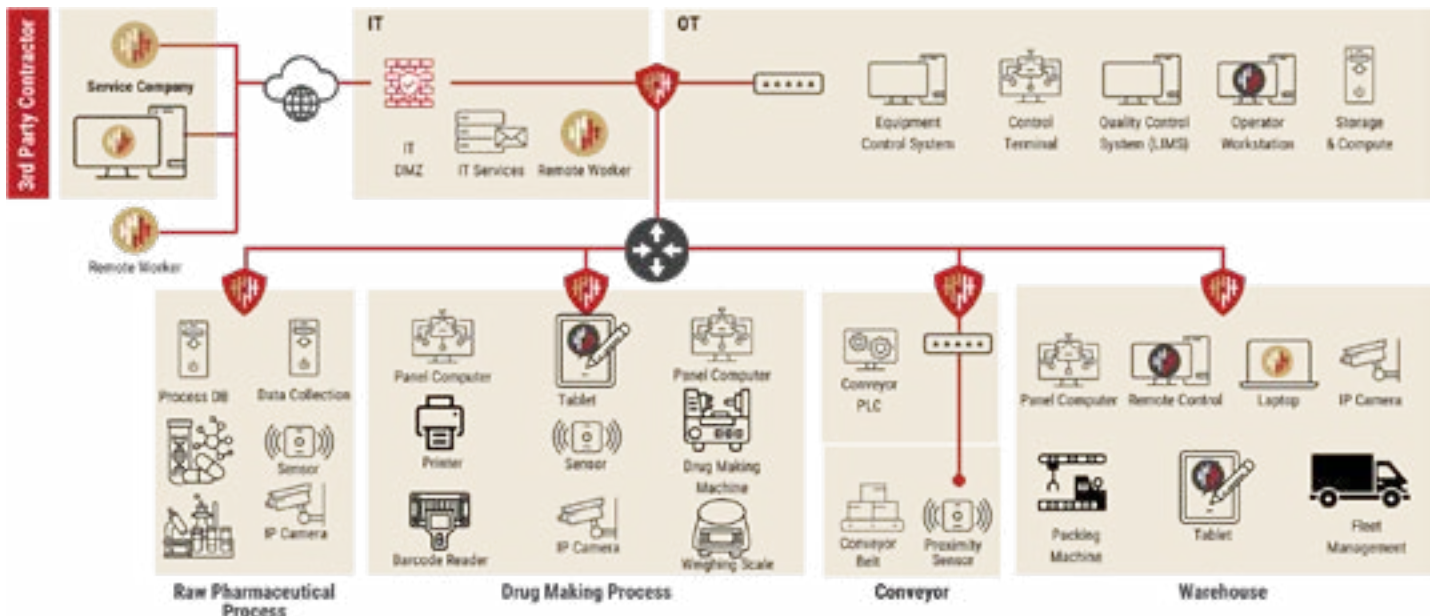 3rd Party Contractor
Service Company
Remote Worker
IT
IT
DMZ
IT Services
Remote Worker
OT
Equipment
Control System
Control
Terminal
Quality Control
System (LIMS)
Operator
Workstation
Storage
& Compute
Process DB
Data Collection
Sensor
IP Camera
Raw Pharmaceutical
Process
Panel Computer
Tablet
Panel Computer
Printer
Sensor
Drug Making
Machine
Barcode Reader
IP Camera
Weighing Scale
Drug Making Process
Conveyor
PLC
Conveyor
Belt
Proximity
Sensor
Conveyor
Panel Computer
Remote Control
Laptop
IP Camera
Packing
Machine
Tablet
Fleet
Management
Warehouse